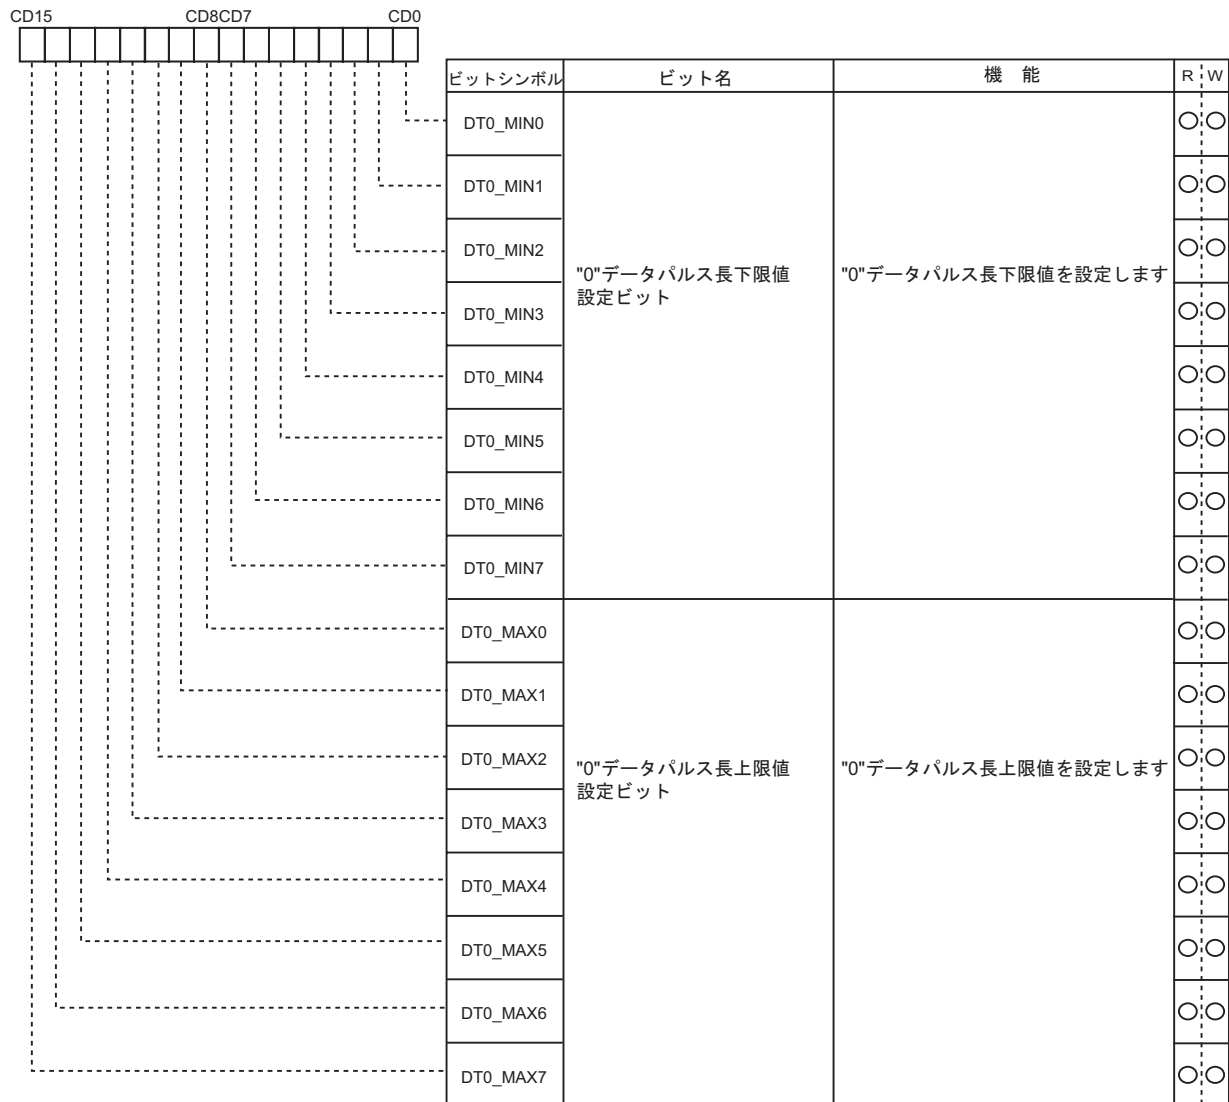 CD15 CD8CD7 CD0
ビットシンボル ビット名 機 能 R W
DT0_MIN0 ○ ○
DT0_MIN1 ○ ○
DT0_MIN2 ○ ○
"0"データパルス長下限値 "0"データパルス長下限値を設定します
設定ビット
DT0_MIN3 ○ ○
DT0_MIN4 ○ ○
DT0_MIN5 ○ ○
DT0_MIN6 ○ ○
DT0_MIN7 ○ ○
DT0_MAX0 ○ ○
DT0_MAX1 ○ ○
DT0_MAX2 ○ ○
"0"データパルス長上限値 "0"データパルス長上限値を設定します
設定ビット
DT0_MAX3 ○ ○
DT0_MAX4 ○ ○
DT0_MAX5 ○ ○
DT0_MAX6 ○ ○
DT0_MAX7 ○ ○